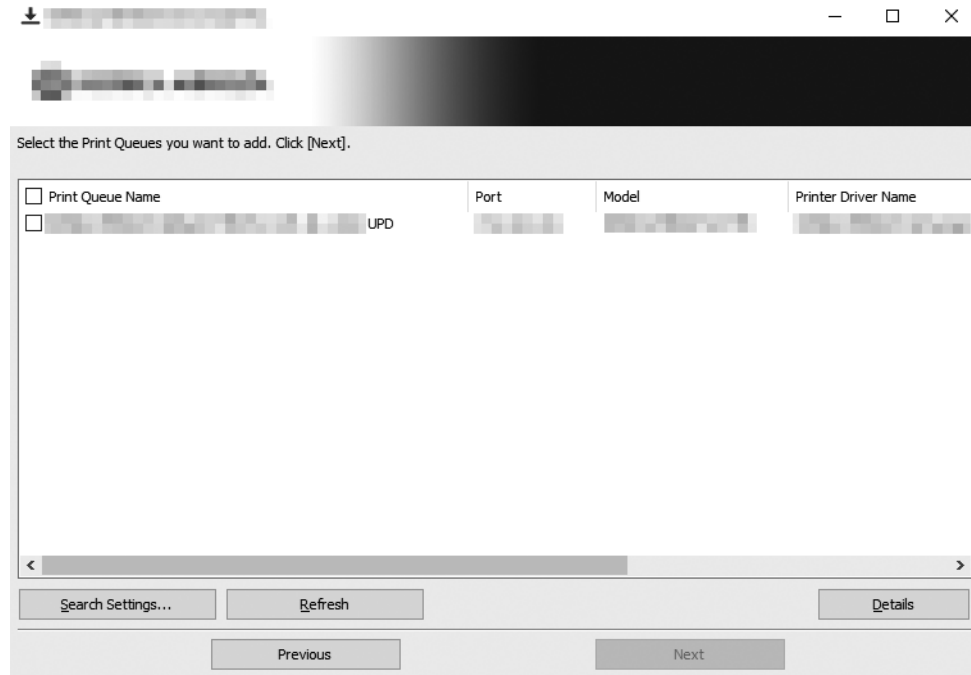 Select the Print Queues you want to add. Click [Next].
Print Queue Name Port Model Printer Driver Name
UPD
Search Settings... Refresh Details
Previous Next